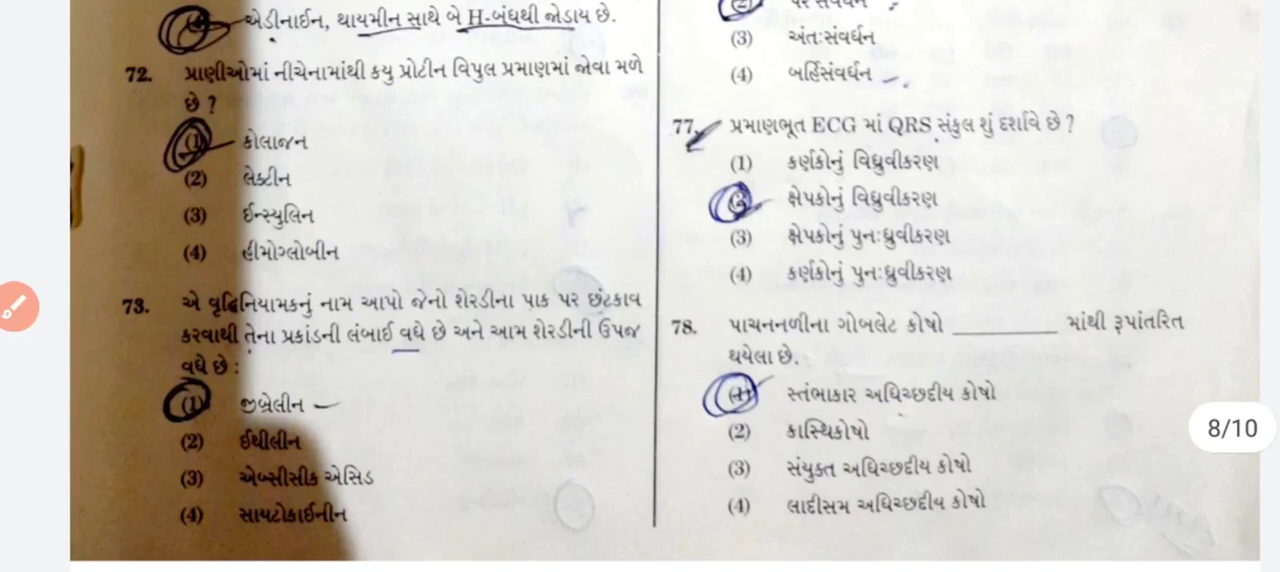 એડીનાઈન, થાયમીન સાથે બે H-બંધથી જોડાય છે.
72. પ્રાણીઓમાં નીચેનામાંથી કયુ પ્રોટીન વિપુલ પ્રમાણમાં જોવા મળે
છે ?
(1) કોલાજન
(2) લેક્ટીન
(3) ઈન્સ્યુલિન
(4) હીમોગ્લોબીન
73. એ વૃદ્ધિનિયામકનું નામ આપો જેનો શેરડીના પાક પર છંટકાવ
કરવાથી તેના પ્રકાંડની લંબાઈ વધે છે અને આમ શેરડીની ઉપજ
વધે છે :
(1) જીબ્રેલીન
(2) ઈથીલીન
(3) એબ્સીસીક એસિડ
(4) સાયટોકાઈનીન
(2)
(3) અંતઃસંવર્ધન
(4) બર્હિસંવર્ધન
77. પ્રમાણભૂત ECG માં QRS સંકુલ શું દર્શાવે છે ?
(1) કર્ણકોનું વિધ્રુવીકરણ
(2) ક્ષેપકોનું વિધ્રુવીકરણ
(3) ક્ષેપકોનું પુનઃધ્રુવીકરણ
(4) કર્ણકોનું પુનઃધ્રુવીકરણ
78. પાચનનળીના ગોબલેટ કોષો ________ માંથી રૂપાંતરિત
થયેલા છે.
(1) સ્તંભાકાર અધિચ્છદીય કોષો
(2) કાસ્થિકોષો
(3) સંયુક્ત અધિચ્છદીય કોષો
(4) લાદીસમ અધિચ્છદીય કોષો
8/10